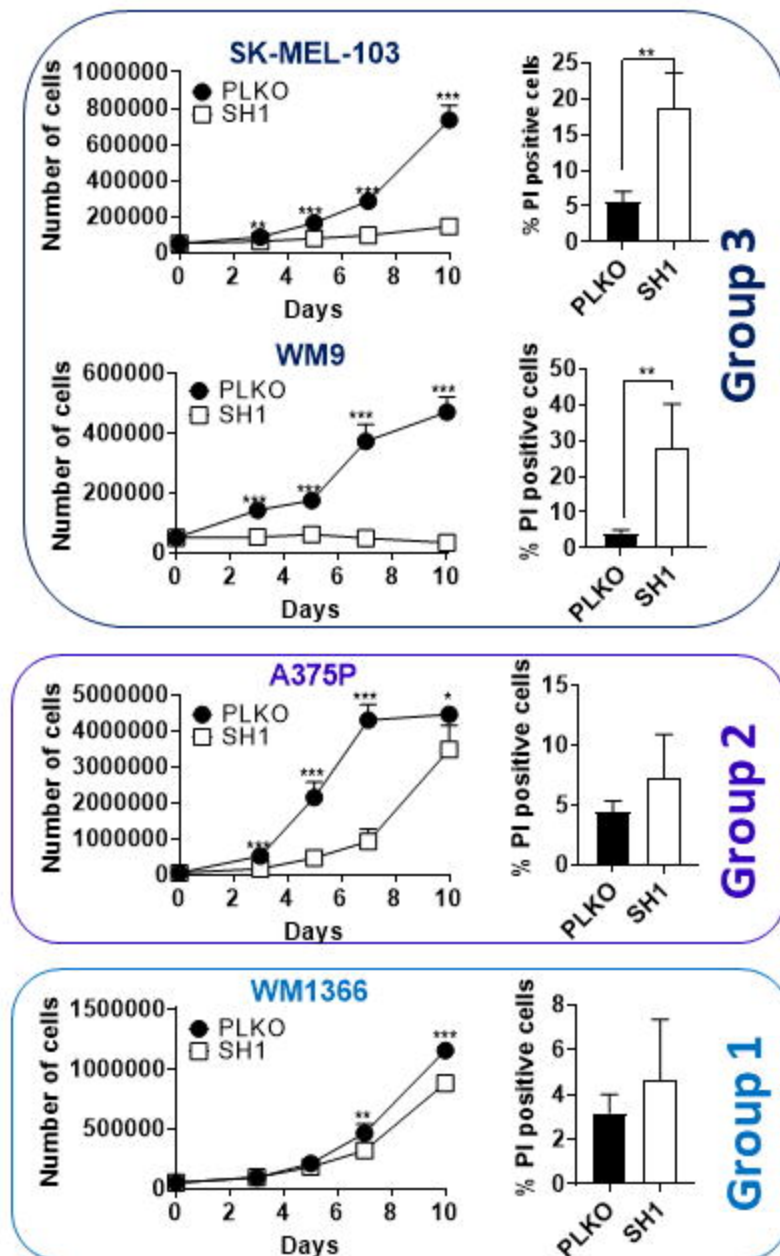 SK-MEL-103
Number of cells
1000000
800000
600000
400000
200000
0
PLKO
SH1
**
***
***
***
0 2 4 6 8 10
Days
% PI positive cells
25
20
15
10
5
0
**
PLKO
SH1
WM9
Number of cells
600000
400000
200000
0
PLKO
SH1
***
***
***
***
0 2 4 6 8 10
Days
% PI positive cells
50
40
30
20
10
0
**
PLKO
SH1
Group 3
A375P
Number of cells
5000000
4000000
3000000
2000000
1000000
0
PLKO
SH1
***
***
***
*
0 2 4 6 8 10
Days
% PI positive cells
15
10
5
0
PLKO
SH1
Group 2
WM1366
Number of cells
1500000
1000000
500000
0
PLKO
SH1
**
***
0 2 4 6 8 10
Days
% PI positive cells
8
6
4
2
0
PLKO
SH1
Group 1